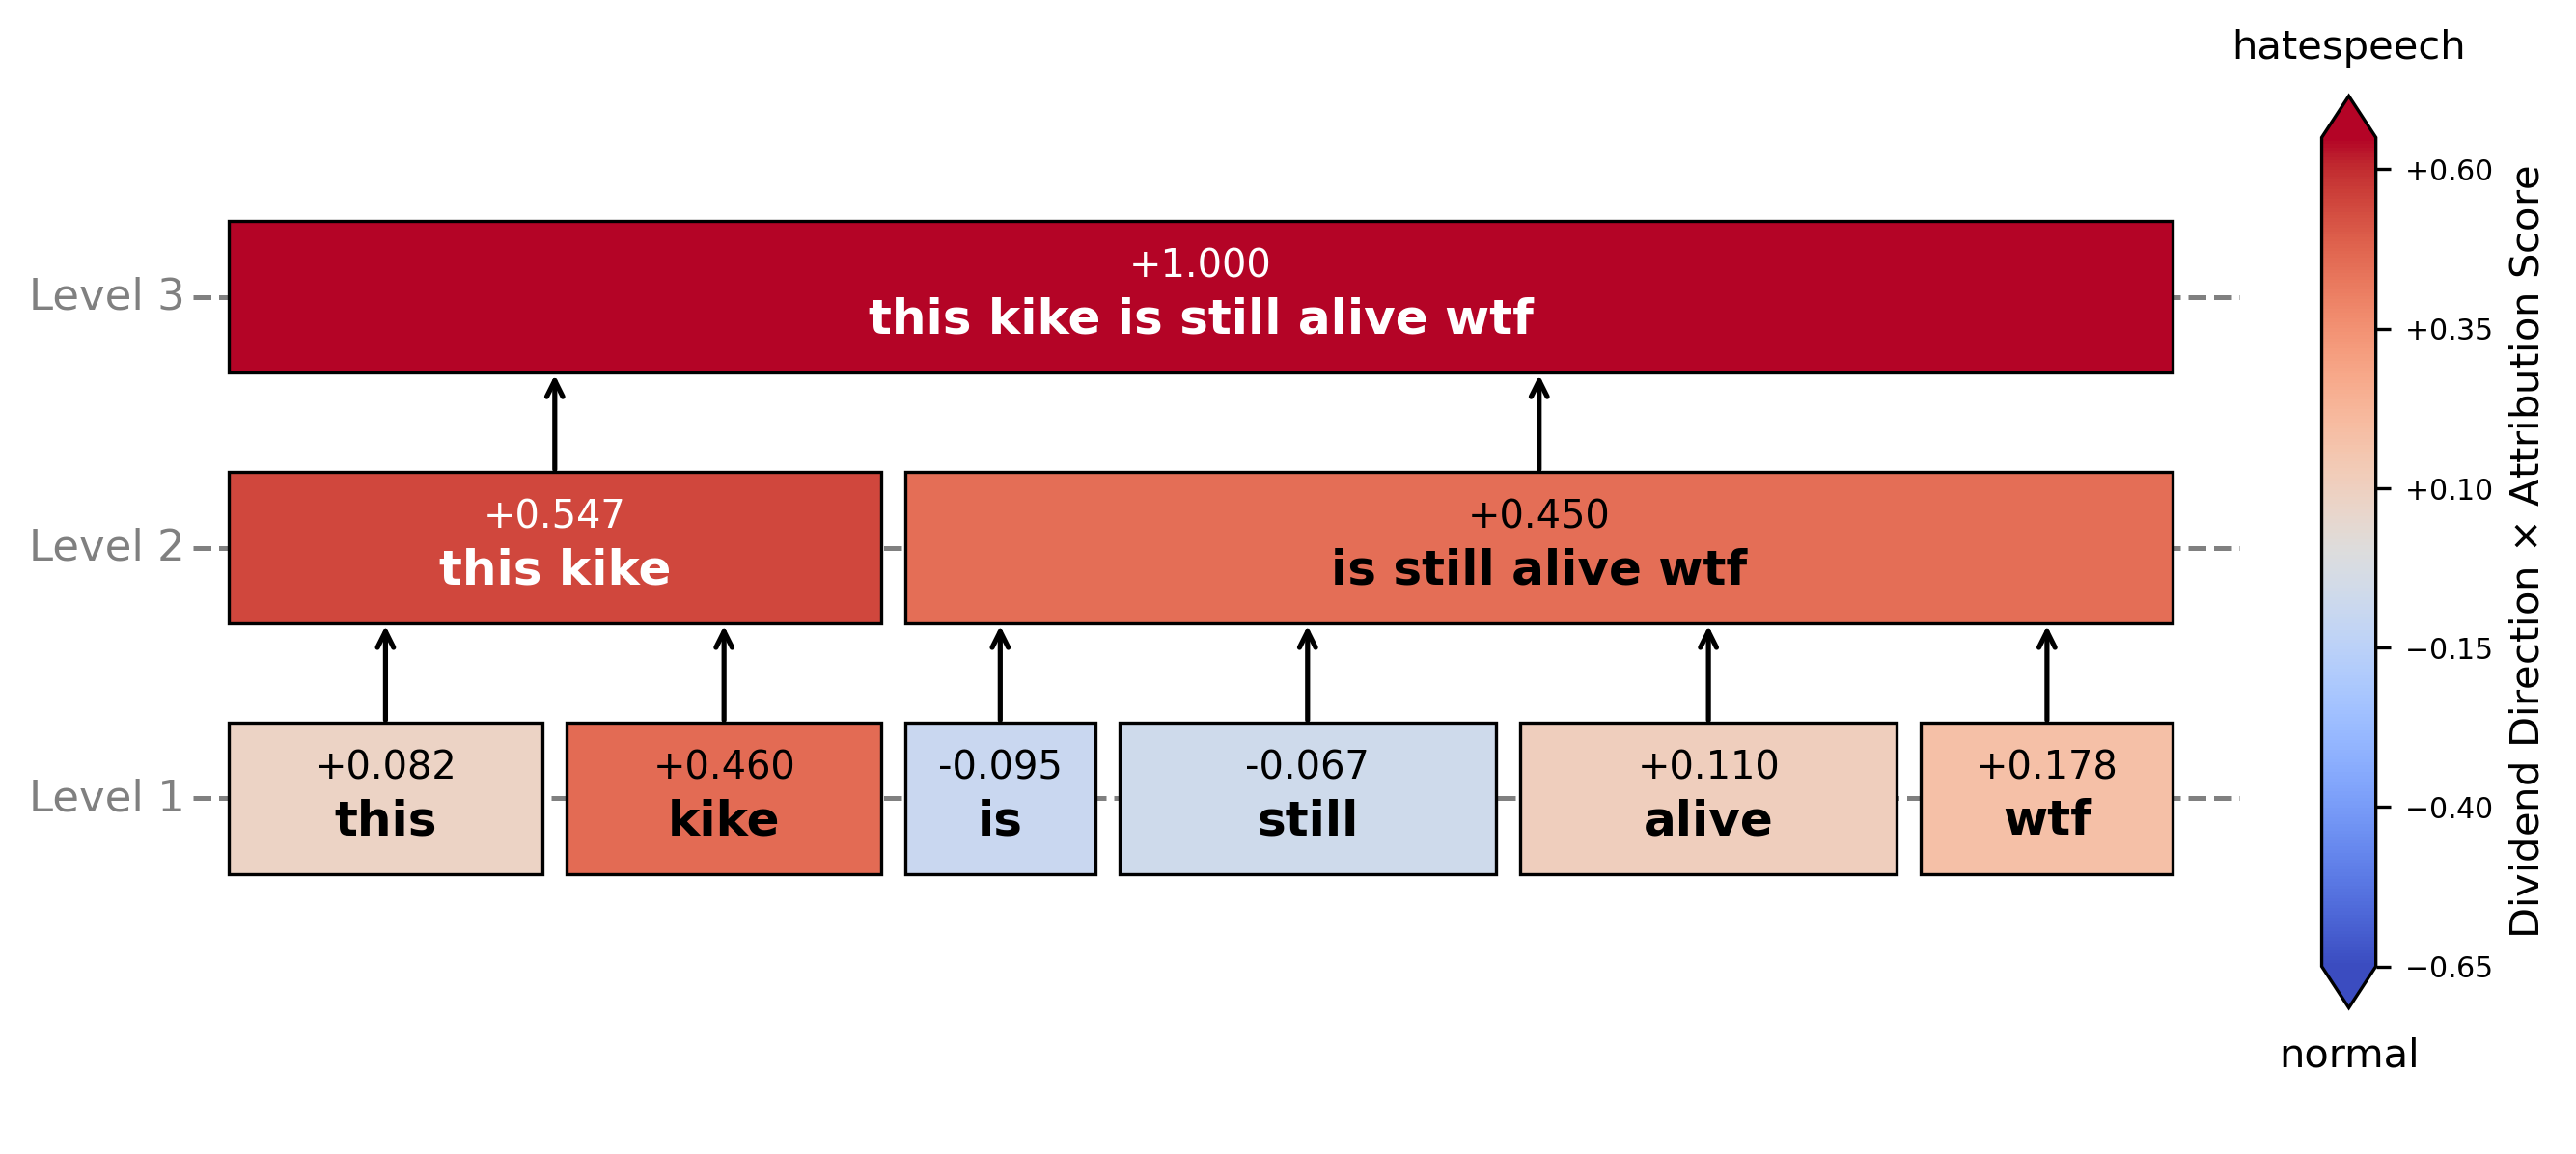 hatespeech
Level 3
+1.000
this kike is still alive wtf
Level 2
+0.547
this kike
+0.450
is still alive wtf
Level 1
+0.082
this
+0.460
kike
-0.095
is
-0.067
still
+0.110
alive
+0.178
wtf
+0.60
+0.35
+0.10
−0.15
−0.40
−0.65
Dividend Direction × Attribution Score
normal